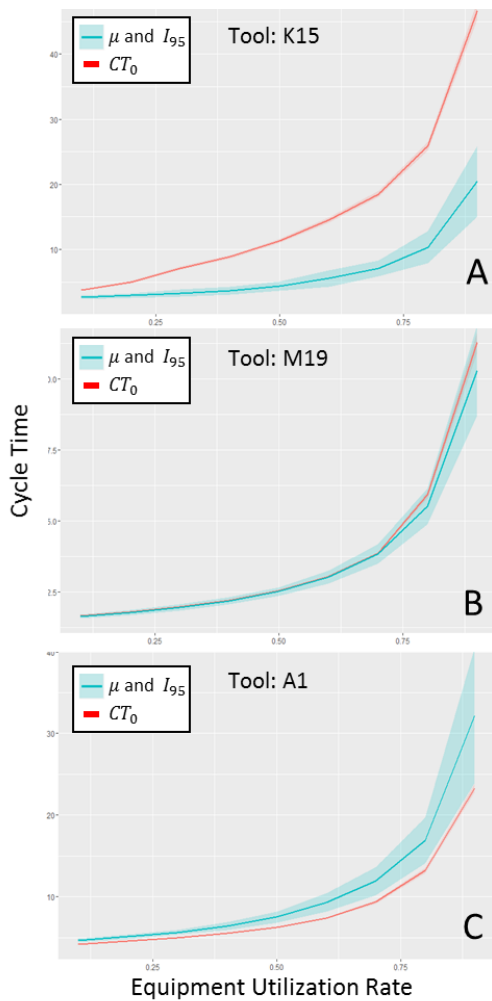 μ and I95
CT0
Tool: K15
40
30
20
10
A
0.25
0.50
0.75
μ and I95
CT0
Tool: M19
0.0
7.5
5.0
2.5
B
0.25
0.50
0.75
Cycle Time
μ and I95
CT0
Tool: A1
40
30
20
10
C
0.25
0.50
0.75
Equipment Utilization Rate